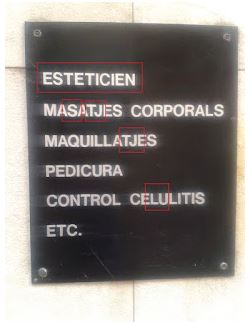 ESTETICIEN
MASATJES CORPORALS
MAQUILLATJES
PEDICURA
CONTROL CELULITIS
ETC.